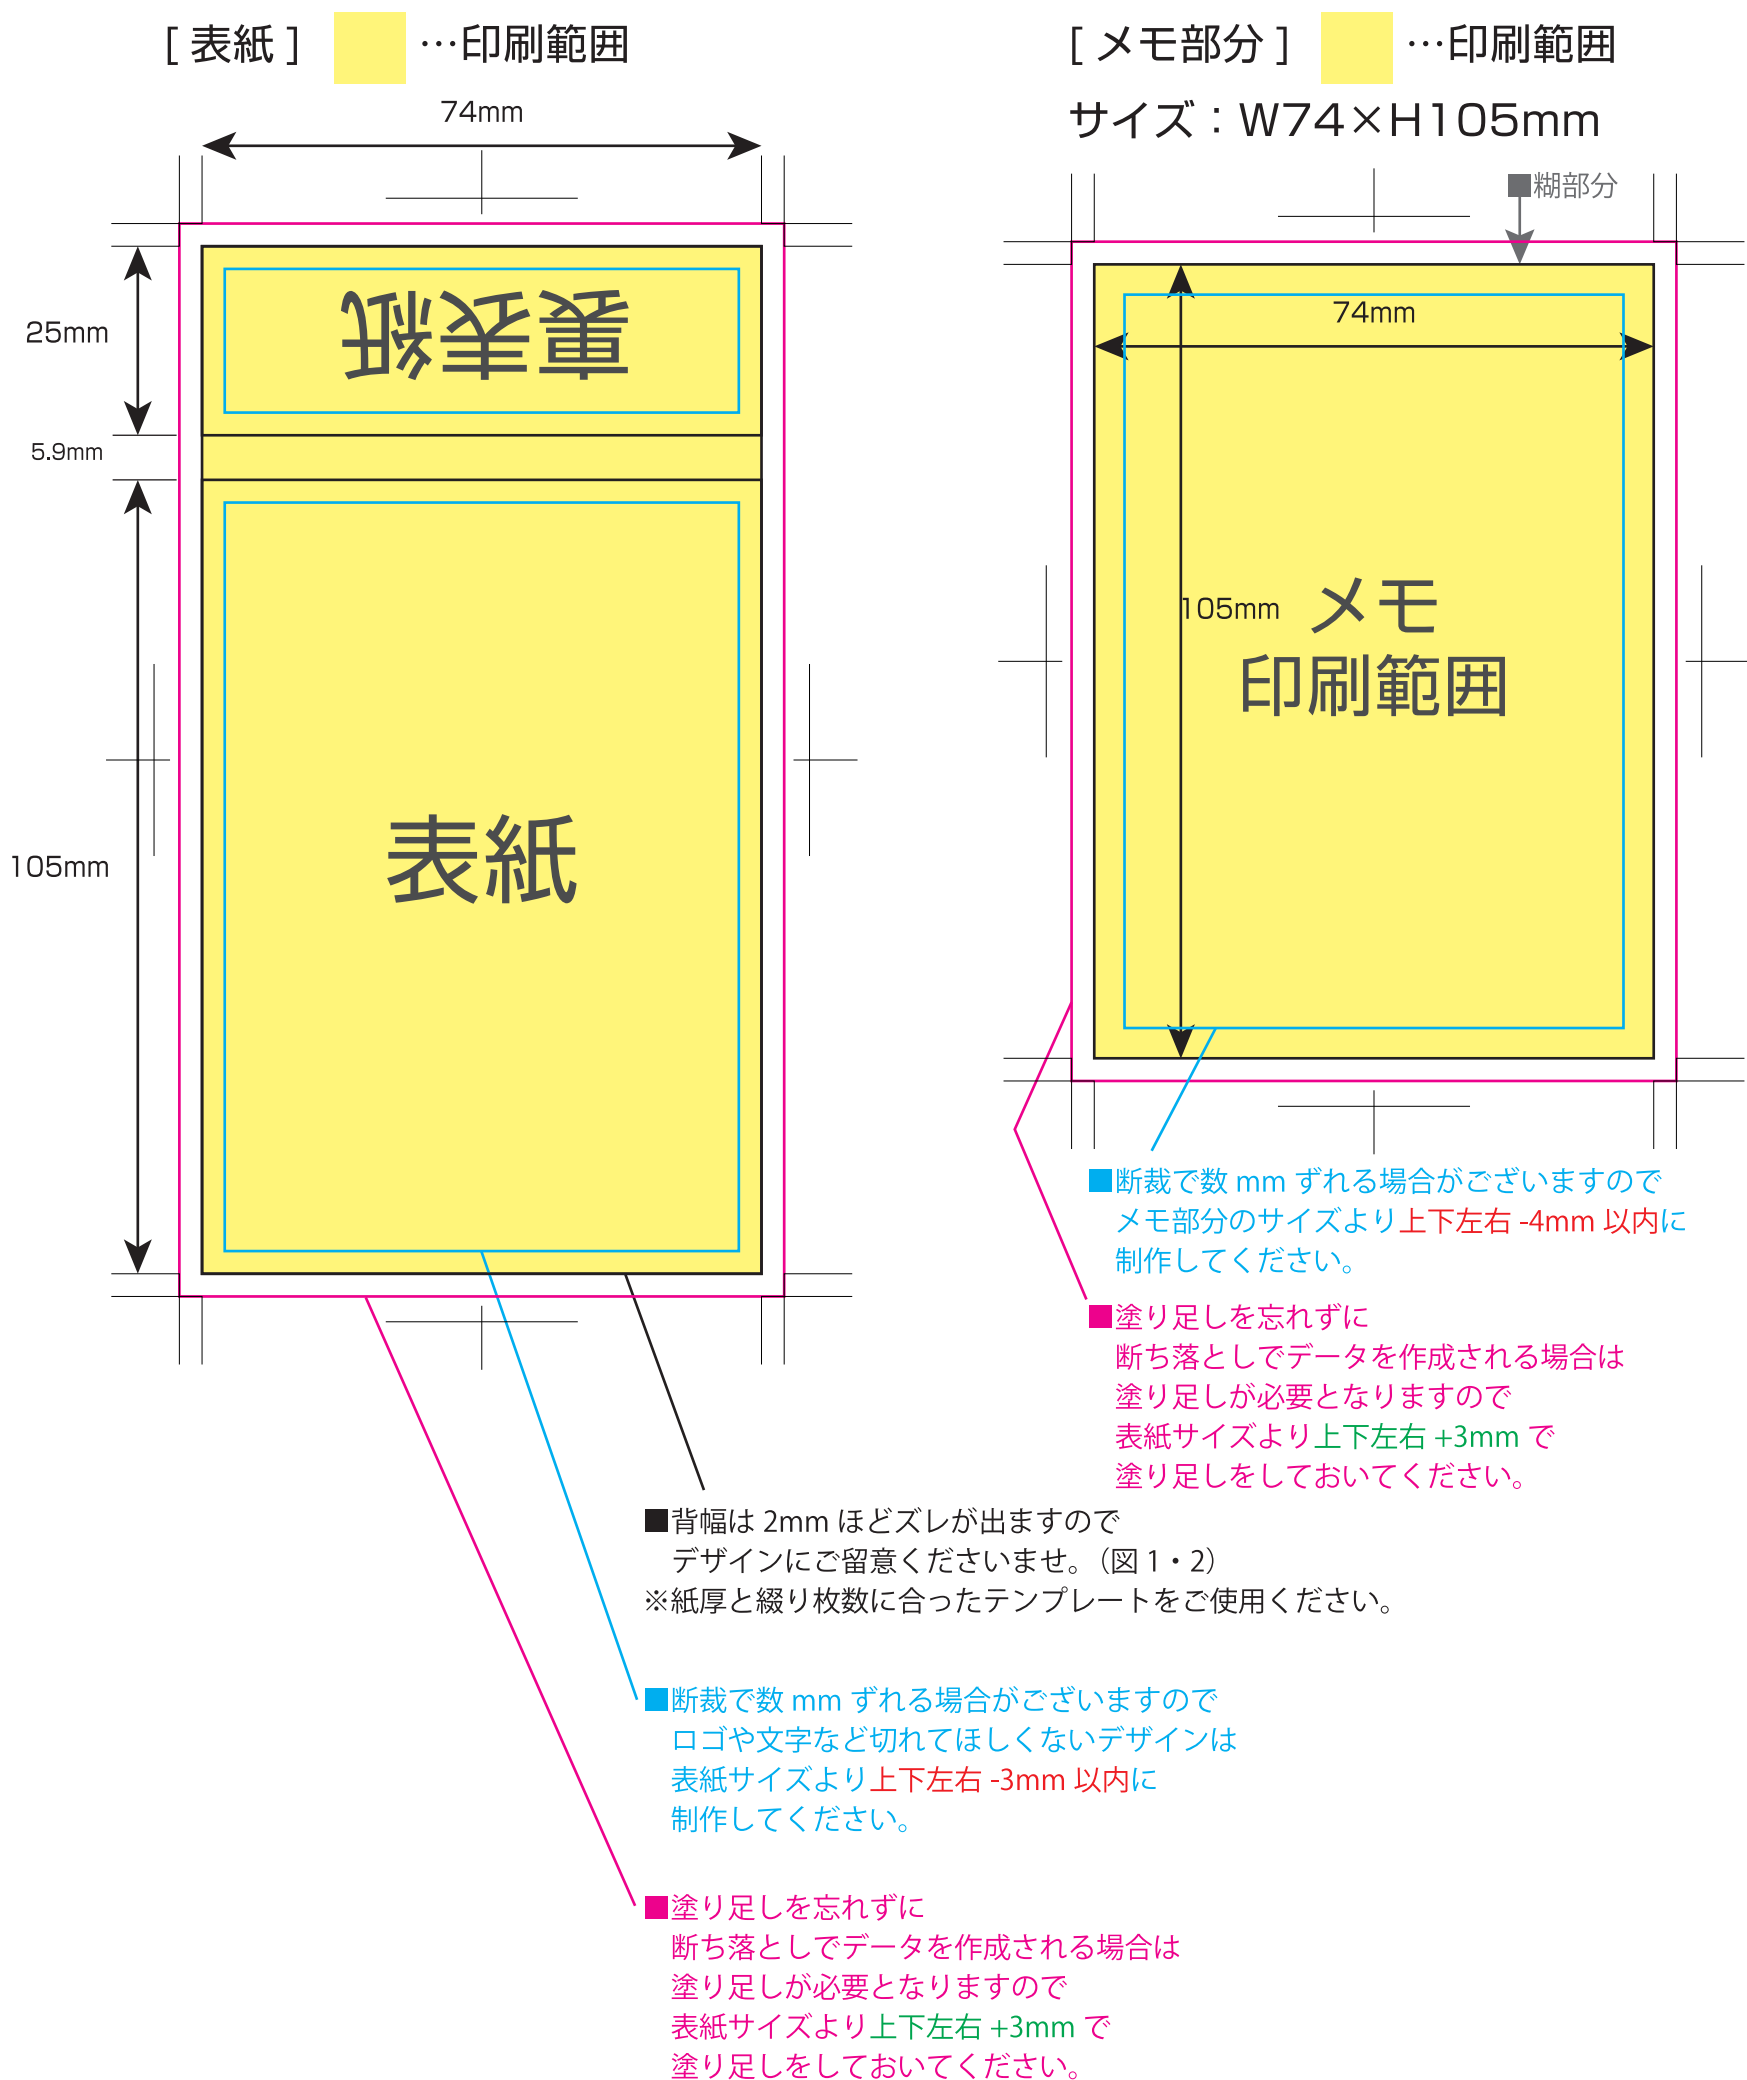 [ 表紙 ] …印刷範囲
74mm
25mm
裏表紙
5.9mm
105mm
表紙
[ メモ部分 ] …印刷範囲
サイズ：W74×H105mm
■糊部分
74mm
105mm
メモ
印刷範囲
■断裁で数 mm ずれる場合がございますので
メモ部分のサイズより上下左右 -4mm 以内に
制作してください。
■塗り足しを忘れずに
断ち落としでデータを作成される場合は
塗り足しが必要となりますので
表紙サイズより上下左右 +3mm で
塗り足しをしておいてください。
■背幅は 2mm ほどズレが出ますので
デザインにご留意くださいませ。（図 1・2）
※紙厚と綴り枚数に合ったテンプレートをご使用ください。
■断裁で数 mm ずれる場合がございますので
ロゴや文字など切れてほしくないデザインは
表紙サイズより上下左右 -3mm 以内に
制作してください。
■塗り足しを忘れずに
断ち落としでデータを作成される場合は
塗り足しが必要となりますので
表紙サイズより上下左右 +3mm で
塗り足しをしておいてください。